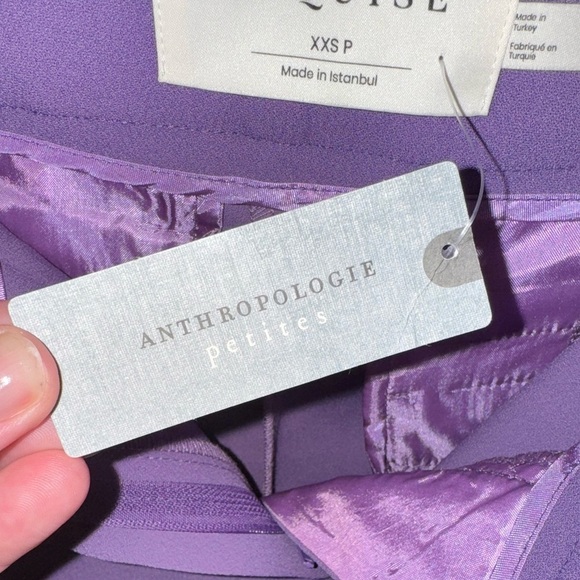 XXS P
Made in Istanbul
Made in
Turkey
Fabriqué en
Turquie
ANTHROPOLOGIE
petites